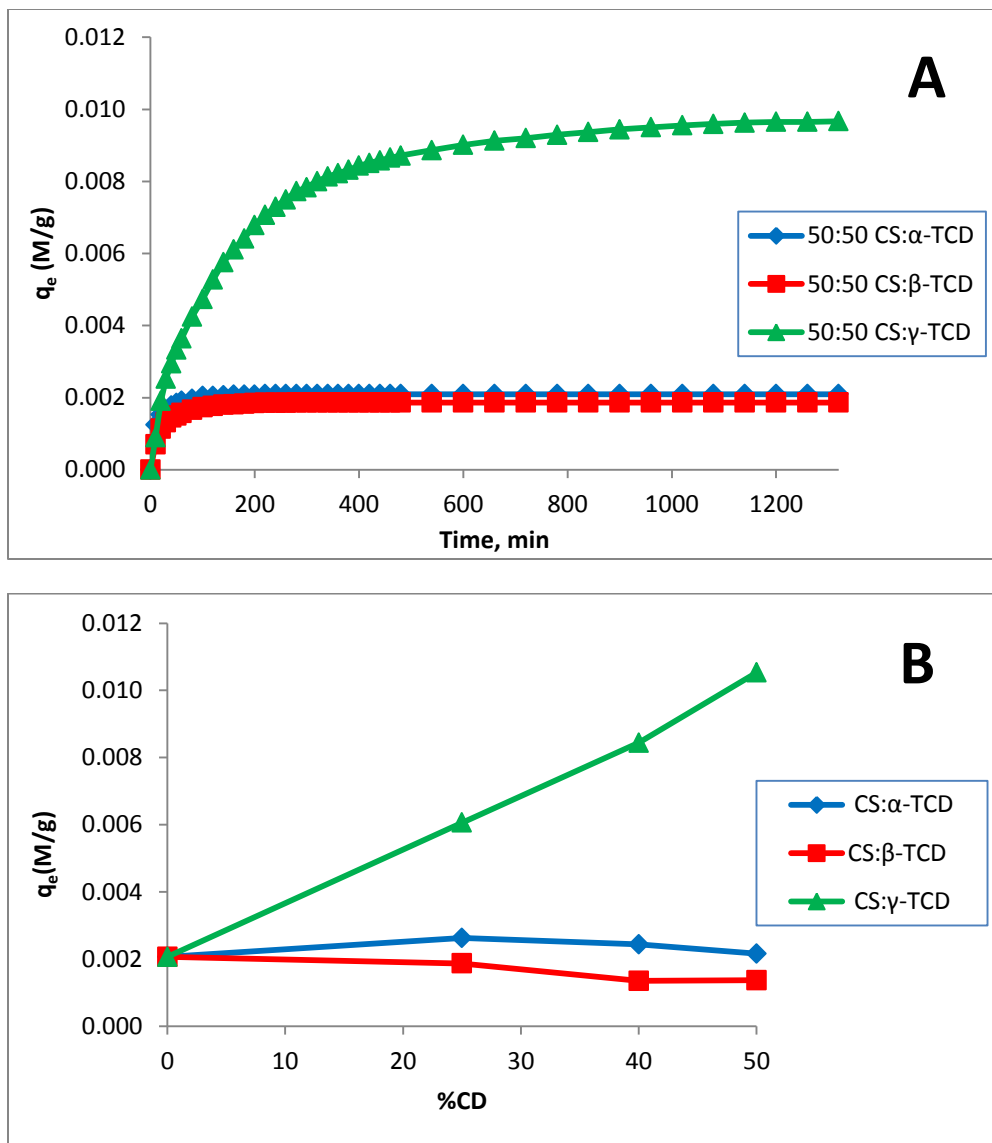 A
0.012
0.010
0.008
0.006
0.004
0.002
0.000
qe (M/g)
50:50 CS:α-TCD
50:50 CS:β-TCD
50:50 CS:γ-TCD
0 200 400 600 800 1000 1200
Time, min
B
0.012
0.010
0.008
0.006
0.004
0.002
0.000
qe(M/g)
CS:α-TCD
CS:β-TCD
CS:γ-TCD
0 10 20 30 40 50
%CD